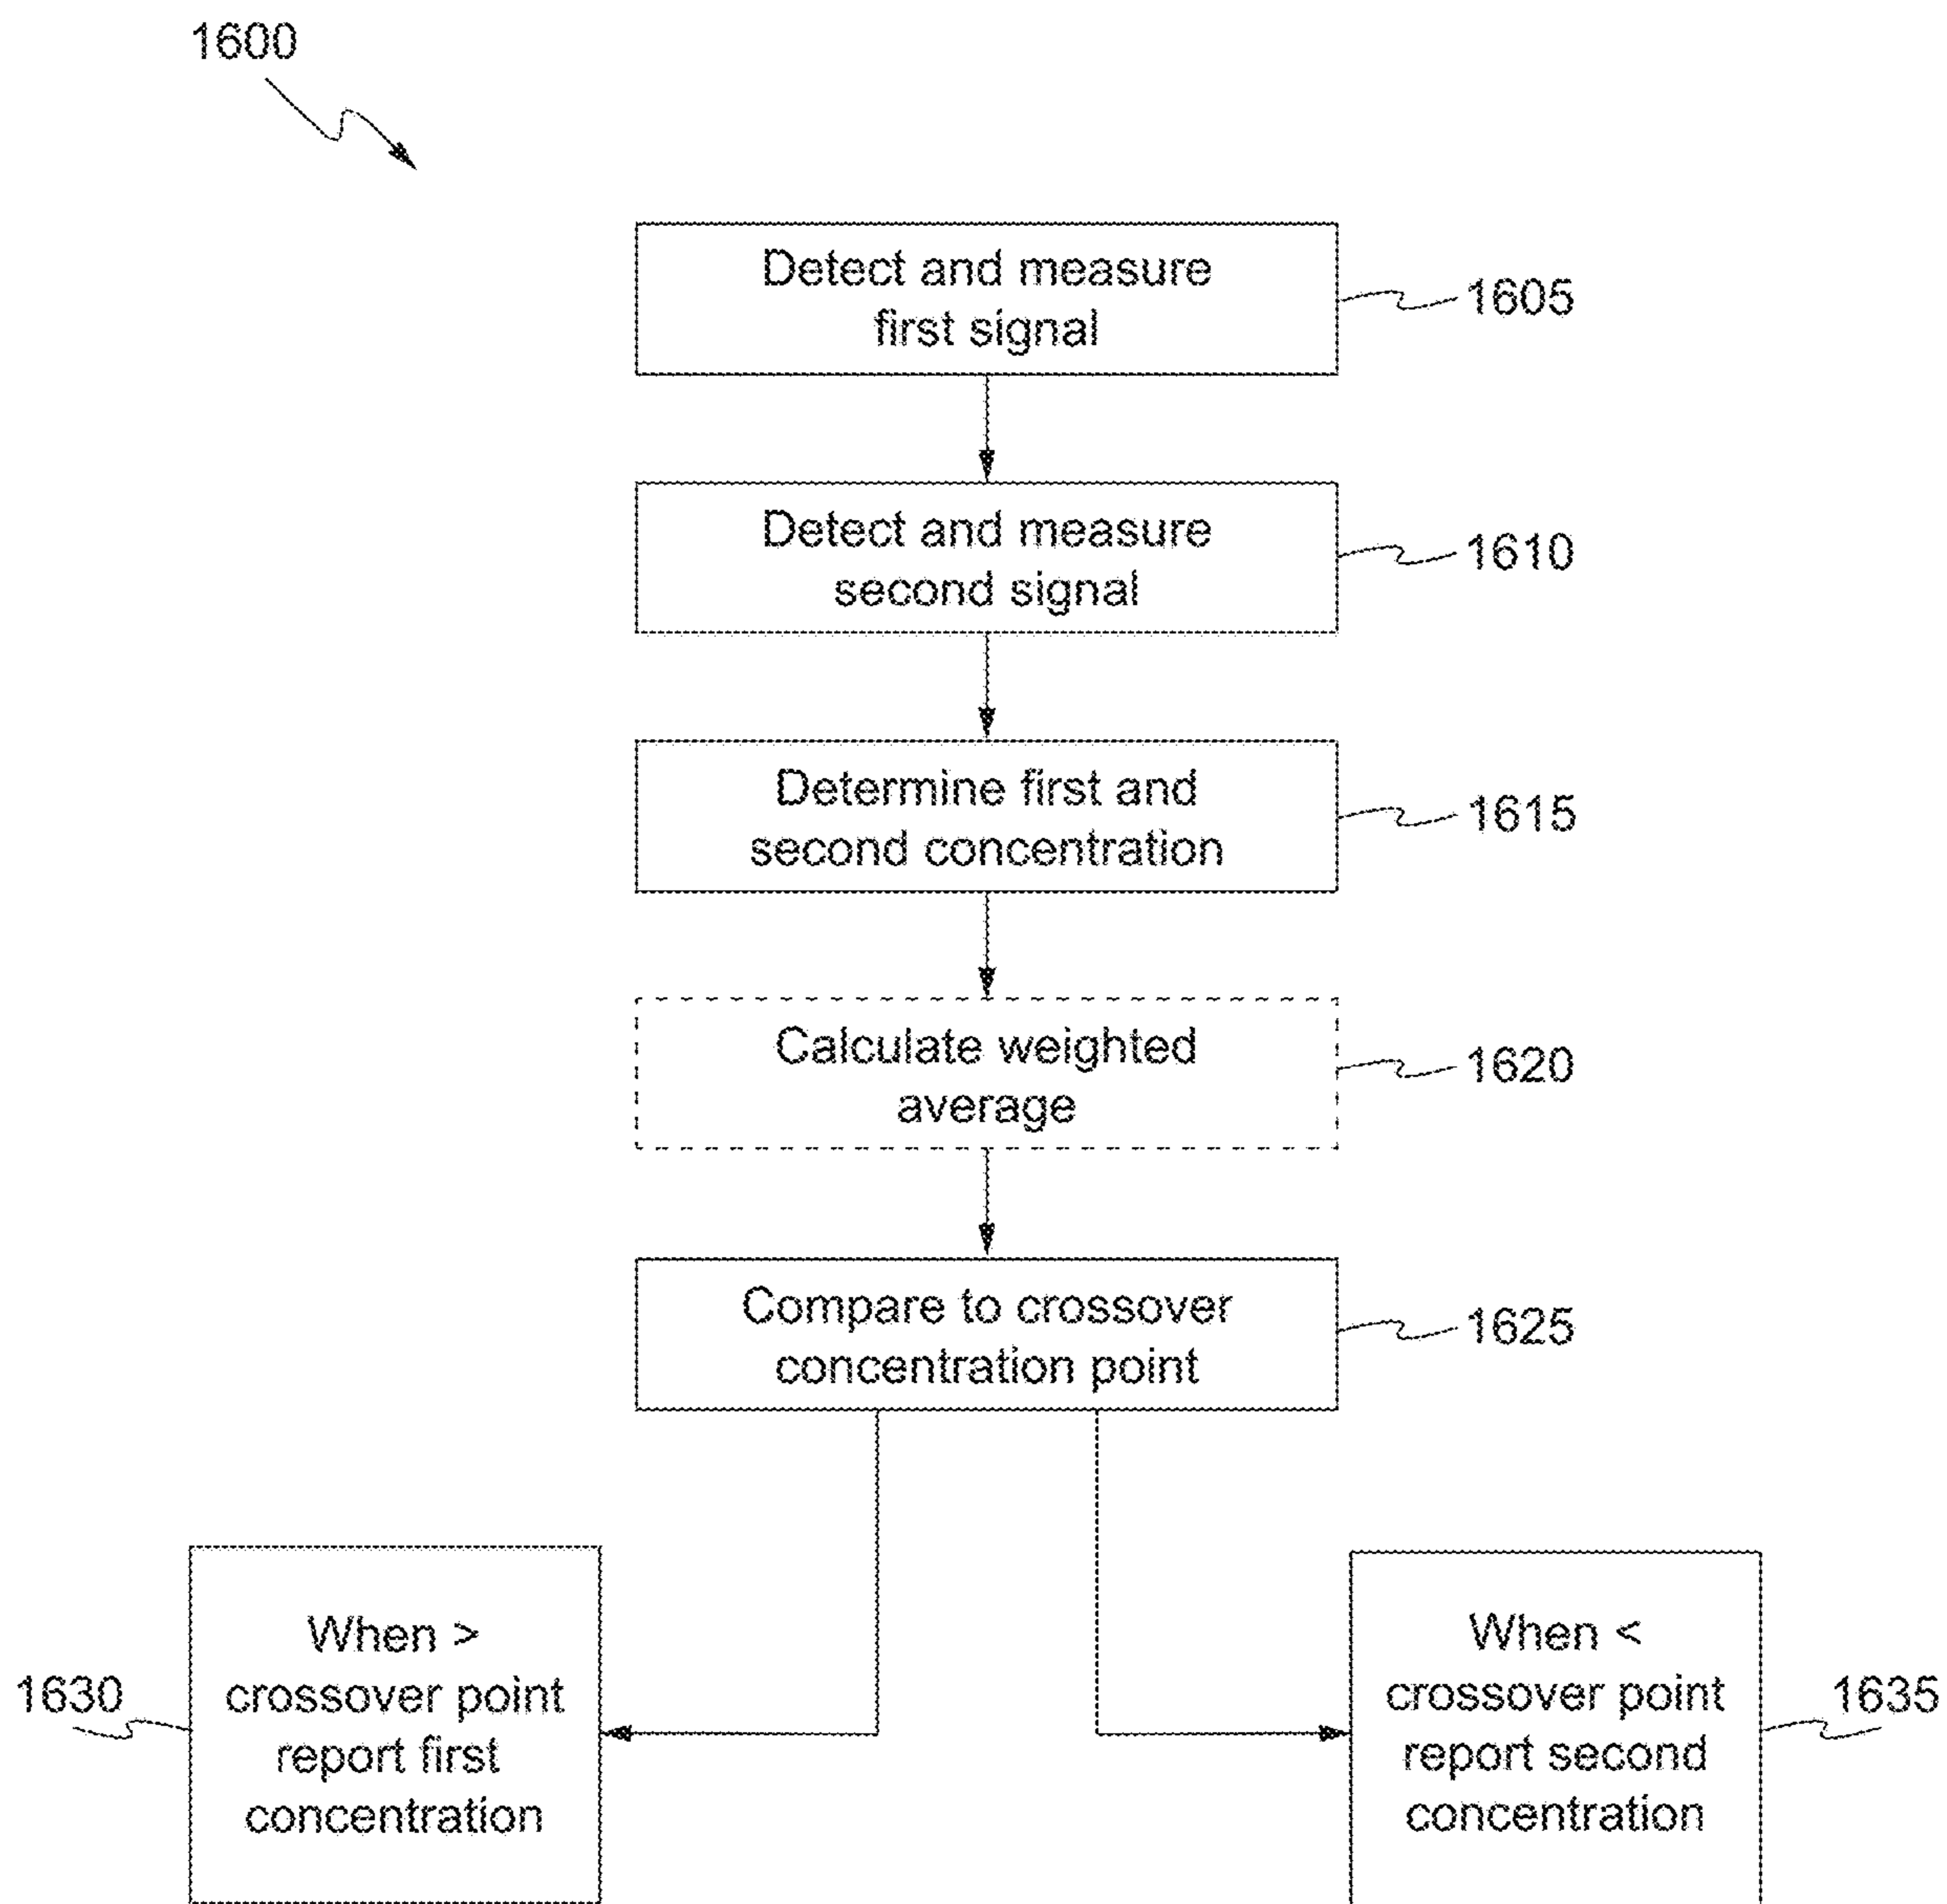 1600
Detect and measure
first signal
1605
Detect and measure
second signal
1610
Determine first and
second concentration
1615
Calculate weighted
average
1620
Compare to crossover
concentration point
1625
When >
crossover point
report first
concentration
1630
When <
crossover point
report second
concentration
1635